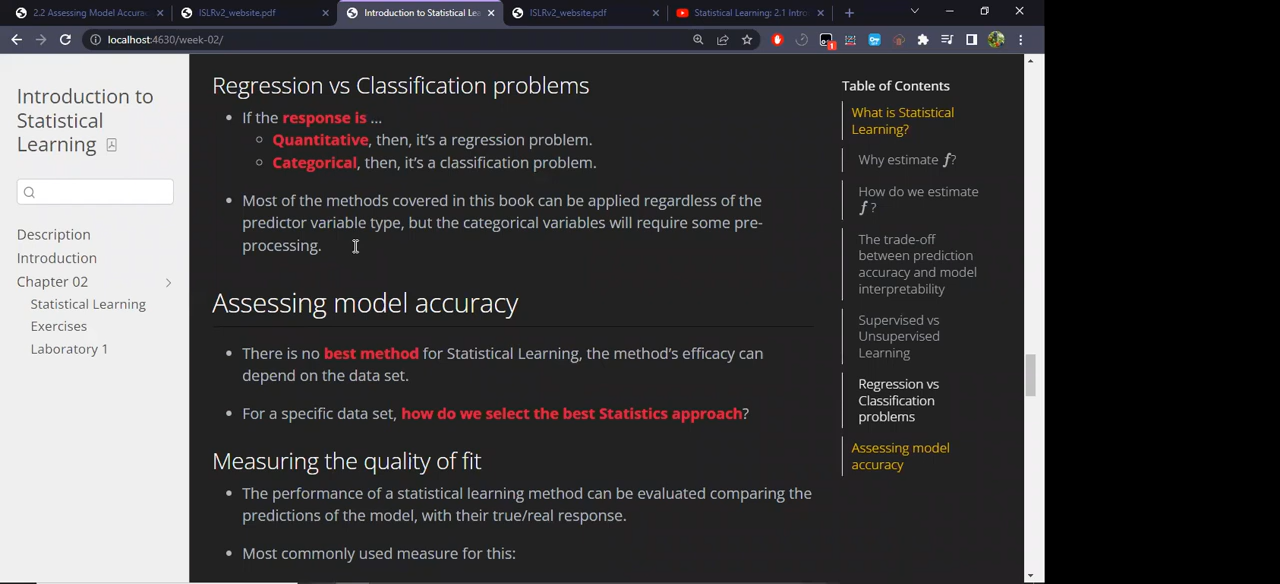 2.2 Assessing Model Accurac
ISLRv2_website.pdf
Introduction to Statistical Le
ISLRv2_website.pdf
Statistical Learning: 2.1 Intro
localhost:4630/week-02/
1
Introduction to
Statistical
Learning
Description
Introduction
Chapter 02
Statistical Learning
Exercises
Laboratory 1
Regression vs Classification problems
• If the response is ...
Quantitative, then, it's a regression problem.
Categorical, then, it's a classification problem.
• Most of the methods covered in this book can be applied regardless of the
predictor variable type, but the categorical variables will require some pre-
processing.
Assessing model accuracy
• There is no best method for Statistical Learning, the method's efficacy can
depend on the data set.
• For a specific data set, how do we select the best Statistics approach?
Measuring the quality of fit
• The performance of a statistical learning method can be evaluated comparing the
predictions of the model, with their true/real response.
• Most commonly used measure for this:
Table of Contents
What is Statistical
Learning?
Why estimate f?
How do we estimate
f?
The trade-off
between prediction
accuracy and model
interpretability
Supervised vs
Unsupervised
Learning
Regression vs
Classification
problems
Assessing model
accuracy